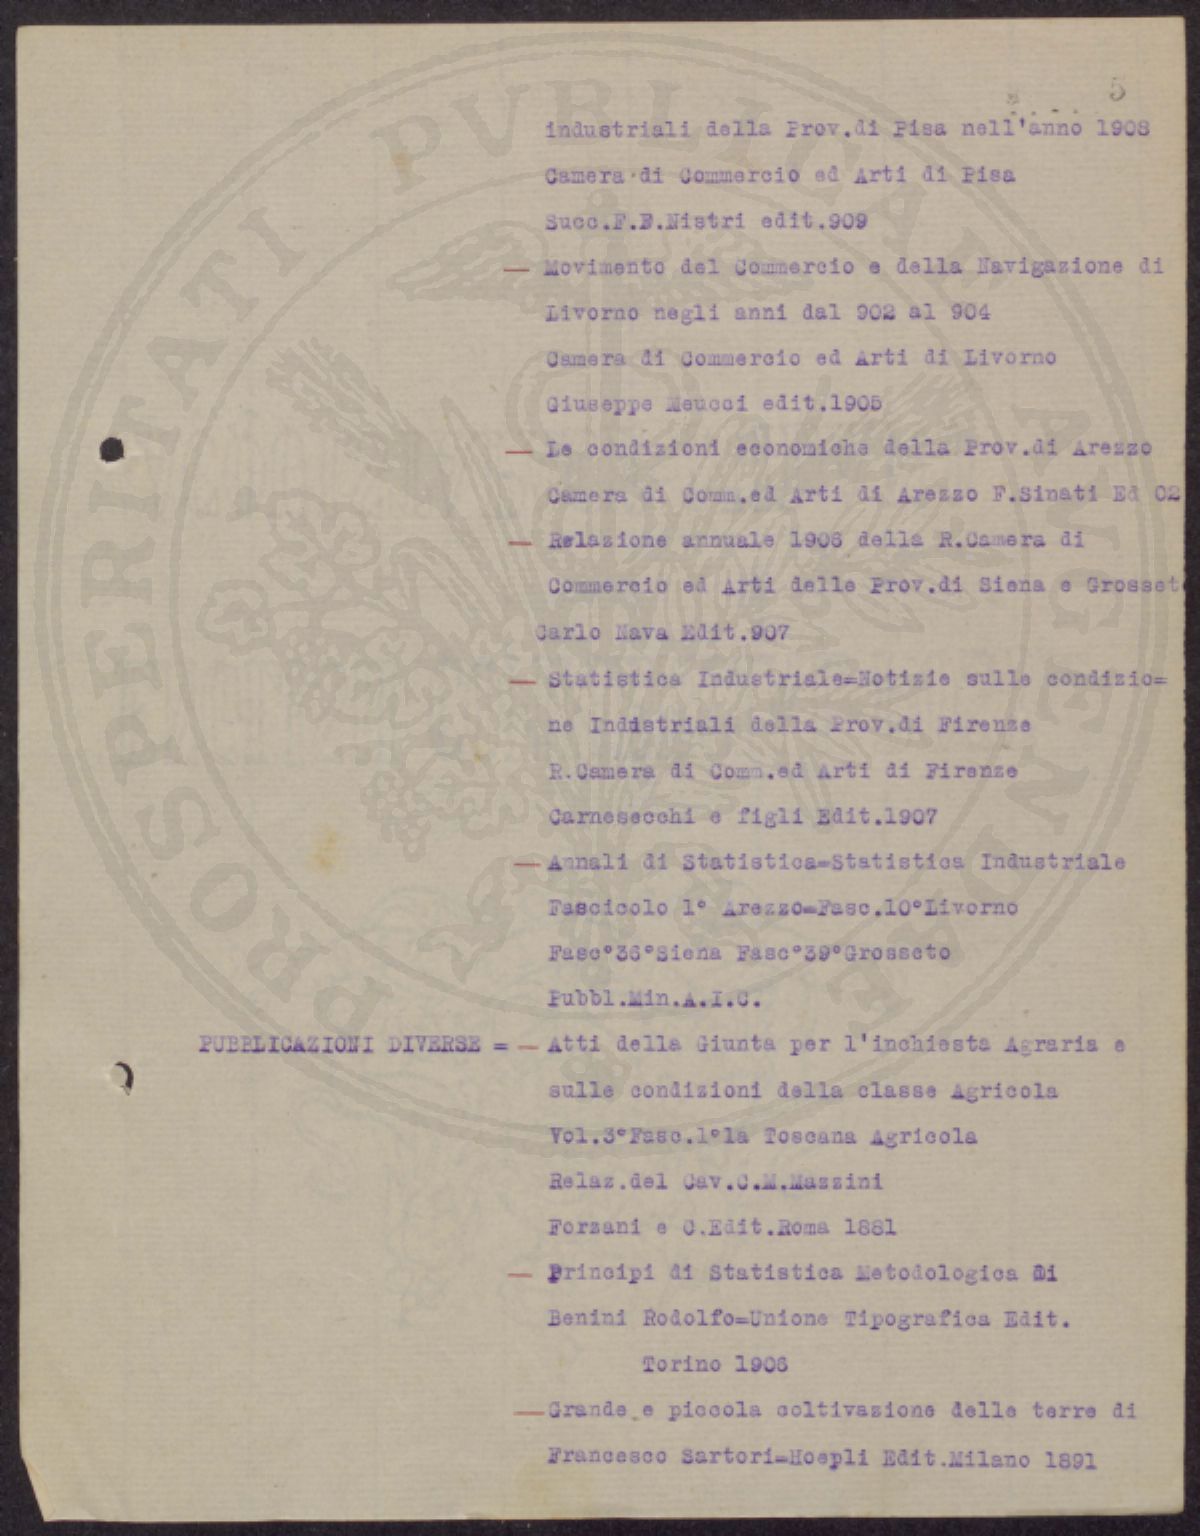 5
industriali della Prov.di Pisa nell'anno 1908
Camera di Commercio ed Arti di Pisa
Succ.F.F.Nistri edit.909
— Movimento del Commercio e della Navigazione di
Livorno negli anni dal 902 al 904
Camera di Commercio ed Arti di Livorno
Giuseppe Meucci edit.1905
— Le condizioni economiche della Prov.di Arezzo
Camera di Comm.ed Arti di Arezzo F.Sinati Ed 02
— Relazione annuale 1906 della R.Camera di
Commercio ed Arti delle Prov.di Siena e Grosseto
Carlo Nava Edit.907
— Statistica Industriale=Notizie sulle condizio=
ne Indistriali della Prov.di Firenze
R.Camera di Comm.ed Arti di Firenze
Carnesecchi e figli Edit.1907
— Annali di Statistica=Statistica Industriale
Fascicolo 1° Arezzo=Fasc.10°Livorno
Fasc°36°Siena Fasc°39°Grosseto
Pubbl.Min.A.I.C.
PUBBLICAZIONI DIVERSE = — Atti della Giunta per l'inchiesta Agraria e
sulle condizioni della classe Agricola
Vol.3°Fasc.1°la Toscana Agricola
Relaz.del Cav.C.M.Mazzini
Forzani e C.Edit.Roma 1881
— Principi di Statistica Metodologica di
Benini Rodolfo=Unione Tipografica Edit.
Torino 1906
— Grande e piccola coltivazione delle terre di
Francesco Sartori=Hoepli Edit.Milano 1891
PROSPERITATI PUBLICAE AUGENDAE